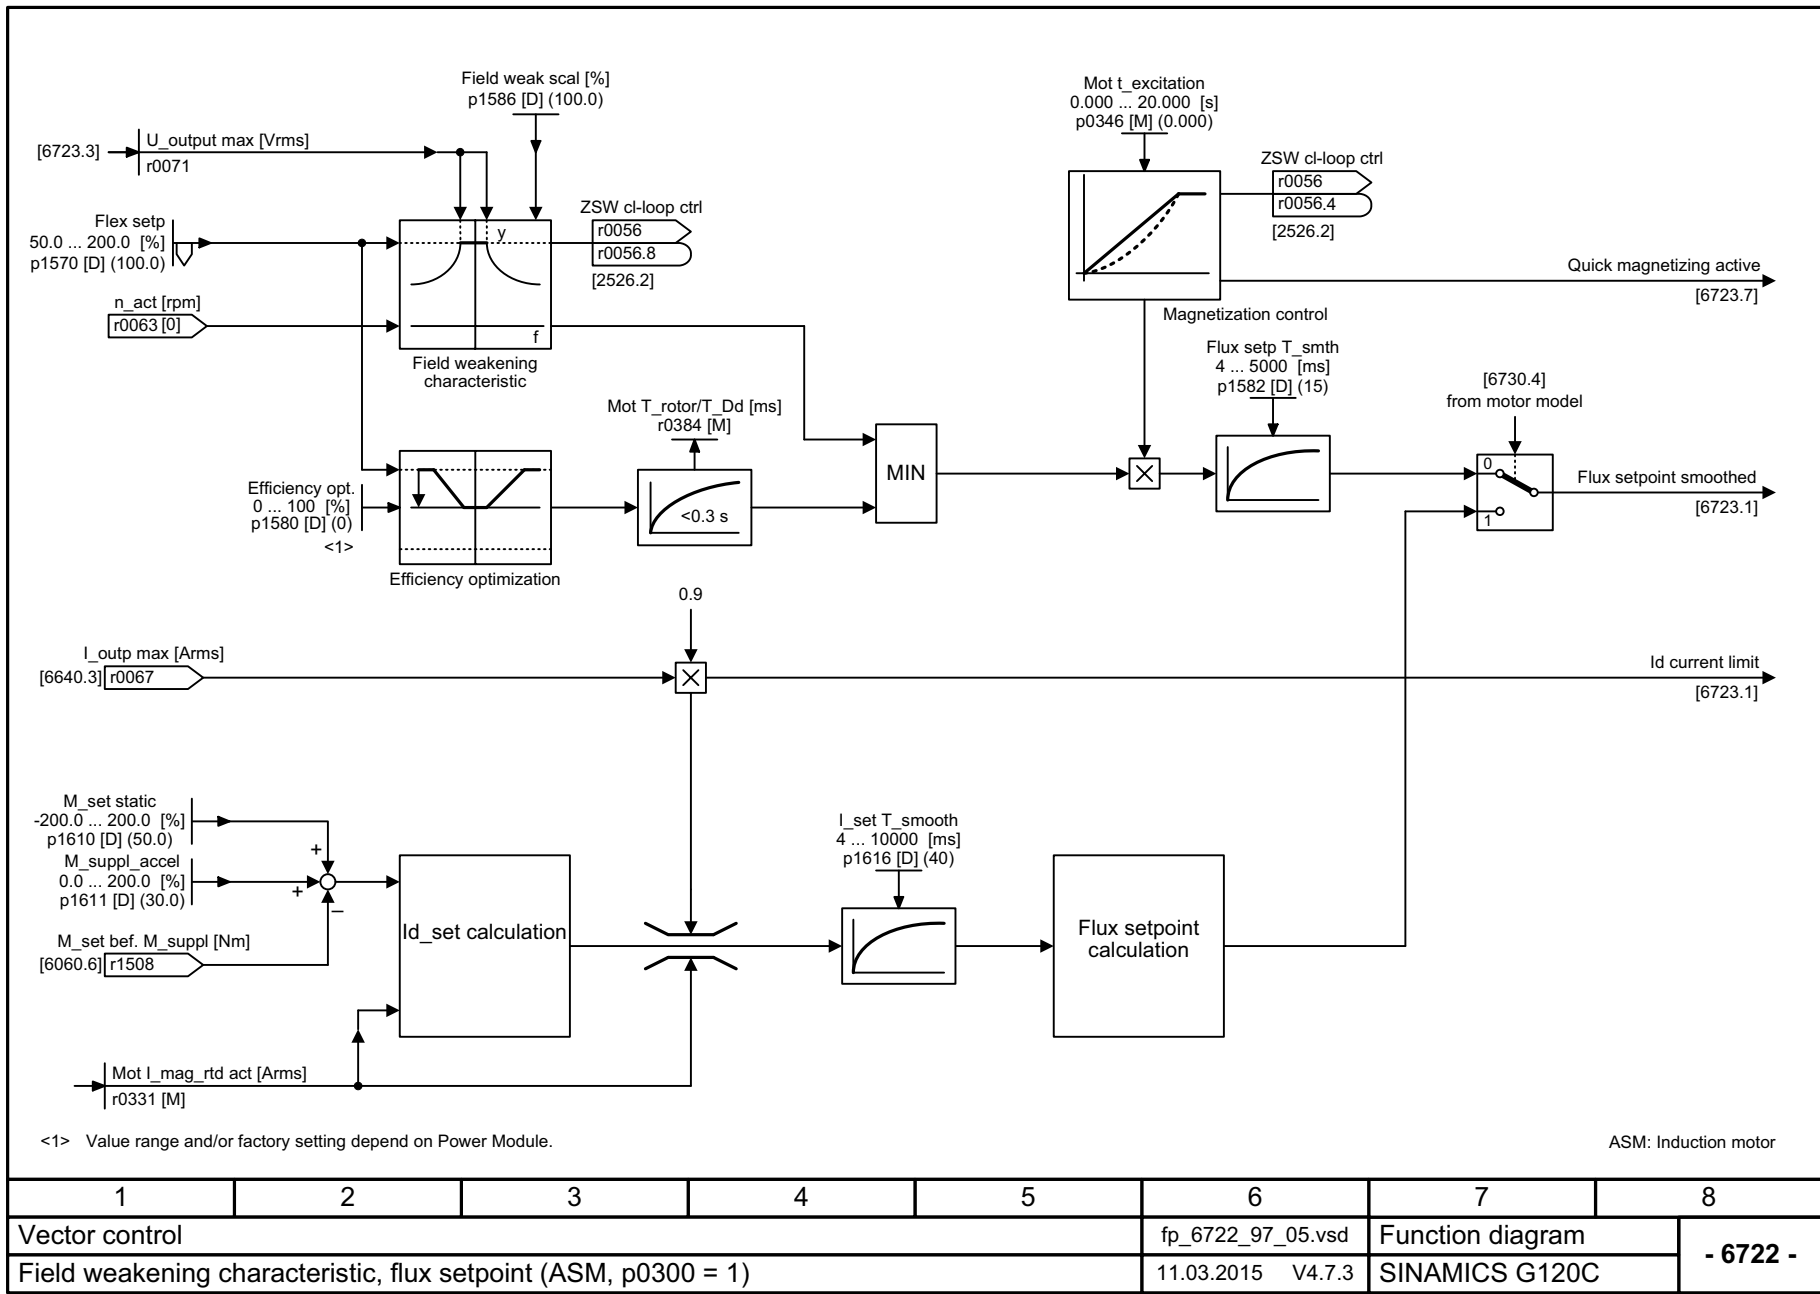 Field weak scal [%]
p1586 [D] (100.0)
Mot t_excitation
0.000 ... 20.000 [s]
p0346 [M] (0.000)
[6723.3]
U_output max [Vrms]
r0071
ZSW cl-loop ctrl
r0056
r0056.4
[2526.2]
Flex setp
50.0 ... 200.0 [%]
p1570 [D] (100.0)
y
f
ZSW cl-loop ctrl
r0056
r0056.8
[2526.2]
Quick magnetizing active
[6723.7]
n_act [rpm]
r0063 [0]
Field weakening
characteristic
Magnetization control
Flux setp T_smth
4 ... 5000 [ms]
p1582 [D] (15)
[6730.4]
from motor model
Mot T_rotor/T_Dd [ms]
r0384 [M]
<0.3 s
MIN
0
1
Flux setpoint smoothed
[6723.1]
Efficiency opt.
0 ... 100 [%]
p1580 [D] (0)
<1>
Efficiency optimization
0.9
I_outp max [Arms]
[6640.3]
r0067
Id current limit
[6723.1]
M_set static
-200.0 ... 200.0 [%]
p1610 [D] (50.0)
+
M_suppl_accel
0.0 ... 200.0 [%]
p1611 [D] (30.0)
+
–
M_set bef. M_suppl [Nm]
[6060.6]
r1508
Id_set calculation
I_set T_smooth
4 ... 10000 [ms]
p1616 [D] (40)
Flux setpoint
calculation
Mot I_mag_rtd act [Arms]
r0331 [M]
<1> Value range and/or factory setting depend on Power Module.
ASM: Induction motor
1 2 3 4 5 6 7 8
Vector control
fp_6722_97_05.vsd
Function diagram
- 6722 -
Field weakening characteristic, flux setpoint (ASM, p0300 = 1)
11.03.2015 V4.7.3
SINAMICS G120C